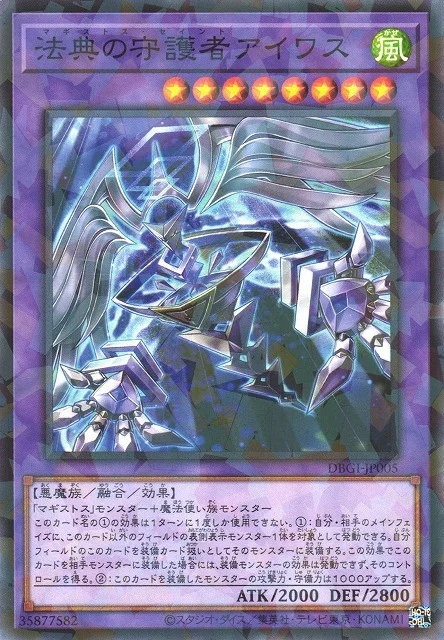 マギストス・セイント
法典の守護者アイワス
かぜ
風
DBGI-JP005
【悪魔族／融合／効果】
「マギストス」モンスター＋魔法使い族モンスター
このカード名の①の効果は1ターンに1度しか使用できない。①：自分・相手のメインフェ
イズに、このカード以外のフィールドの表側表示モンスター1体を対象として発動できる。自分
フィールドのこのカードを装備カード扱いとしてそのモンスターに装備する。この効果でこの
カードを相手モンスターに装備した場合には、装備モンスターの効果は発動できず、そのコント
ロールを得る。②：このカードを装備したモンスターの攻撃力・守備力は1000アップする。
ATK/2000 DEF/2800
35877582
©スタジオ・ダイス／集英社・テレビ東京・KONAMI